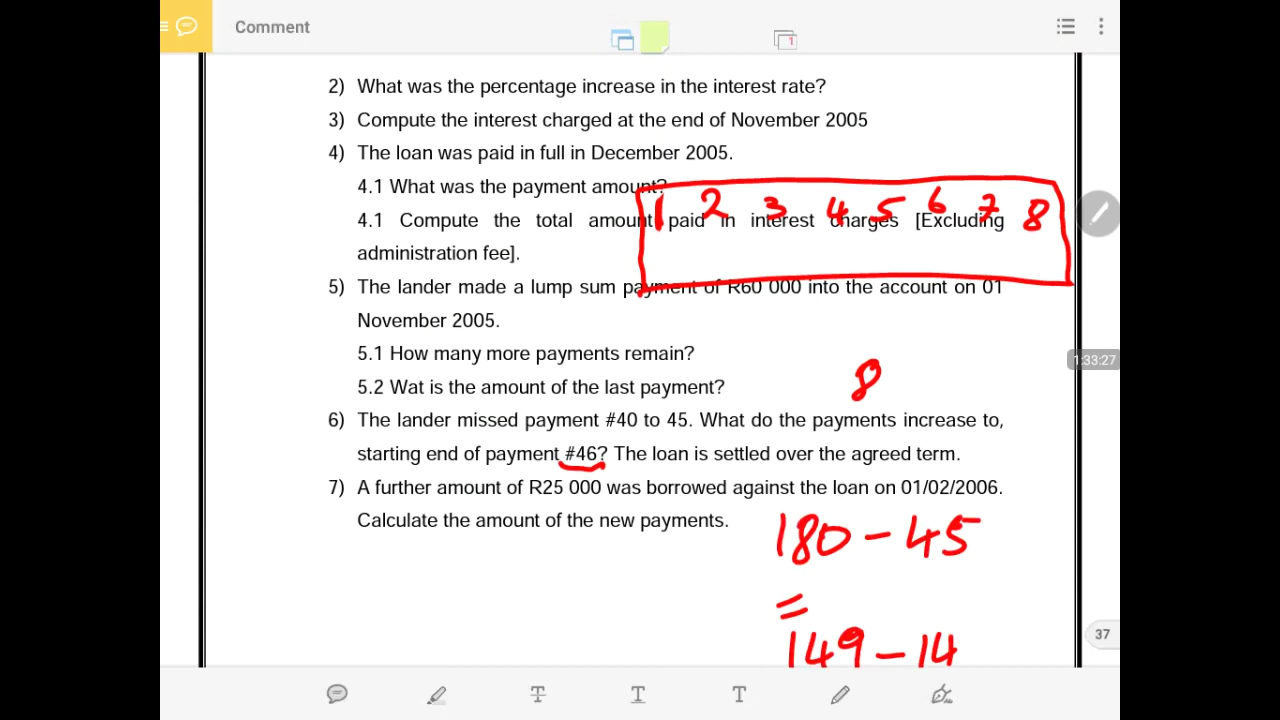 Comment
1
2) What was the percentage increase in the interest rate?
3) Compute the interest charged at the end of November 2005
4) The loan was paid in full in December 2005.
4.1 What was the payment amount?
1 2 3 4 5 6 7 8
4.1 Compute the total amount paid in interest charges [Excluding
administration fee].
5) The lander made a lump sum payment of R60 000 into the account on 01
November 2005.
5.1 How many more payments remain?
1:33:27
5.2 Wat is the amount of the last payment?
8
6) The lander missed payment #40 to 45. What do the payments increase to,
starting end of payment #46? The loan is settled over the agreed term.
7) A further amount of R25 000 was borrowed against the loan on 01/02/2006.
Calculate the amount of the new payments.
180 - 45
=
149 - 14
37